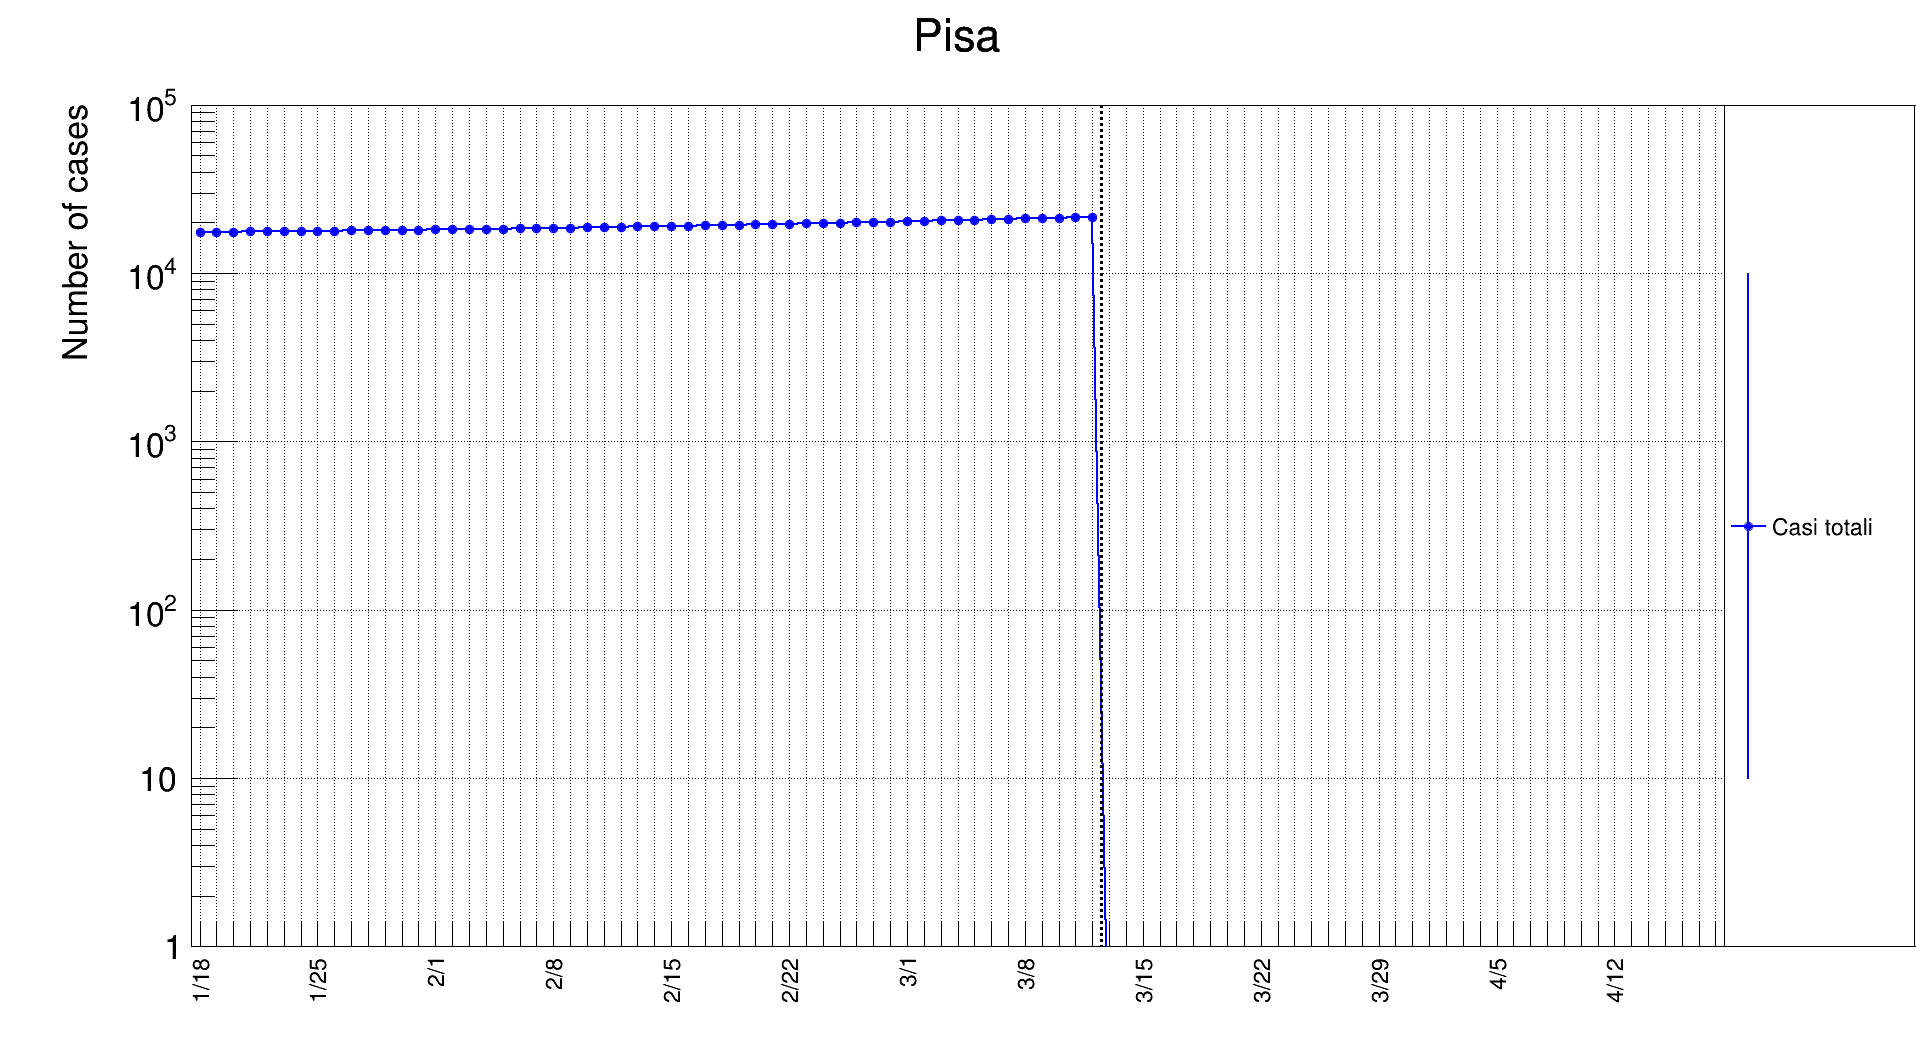 Pisa
Number of cases
10^5
10^4
10^3
10^2
10
1
1/18 1/25 2/1 2/8 2/15 2/22 3/1 3/8 3/15 3/22 3/29 4/5 4/12
Casi totali